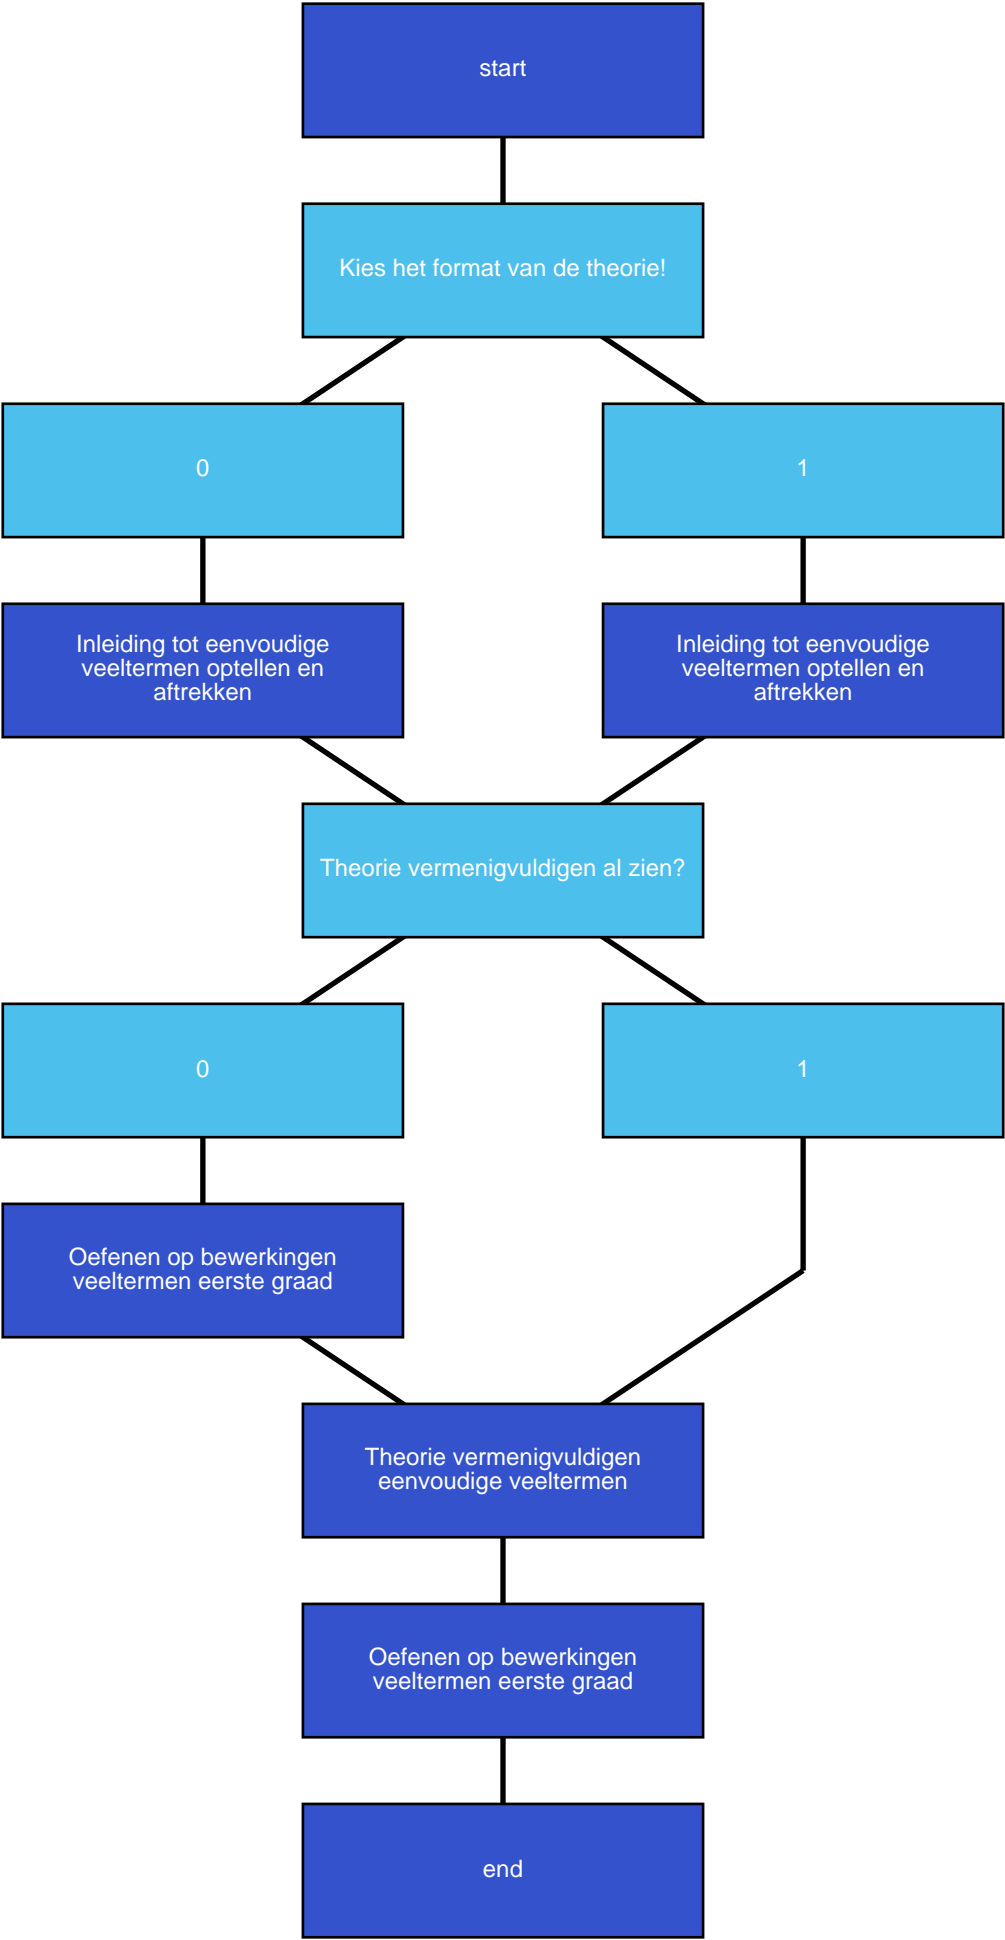 start
Kies het format van de theorie!
0
1
Inleiding tot eenvoudige
veeltermen optellen en
aftrekken
Inleiding tot eenvoudige
veeltermen optellen en
aftrekken
Theorie vermenigvuldigen al zien?
0
1
Oefenen op bewerkingen
veeltermen eerste graad
Theorie vermenigvuldigen
eenvoudige veeltermen
Oefenen op bewerkingen
veeltermen eerste graad
end